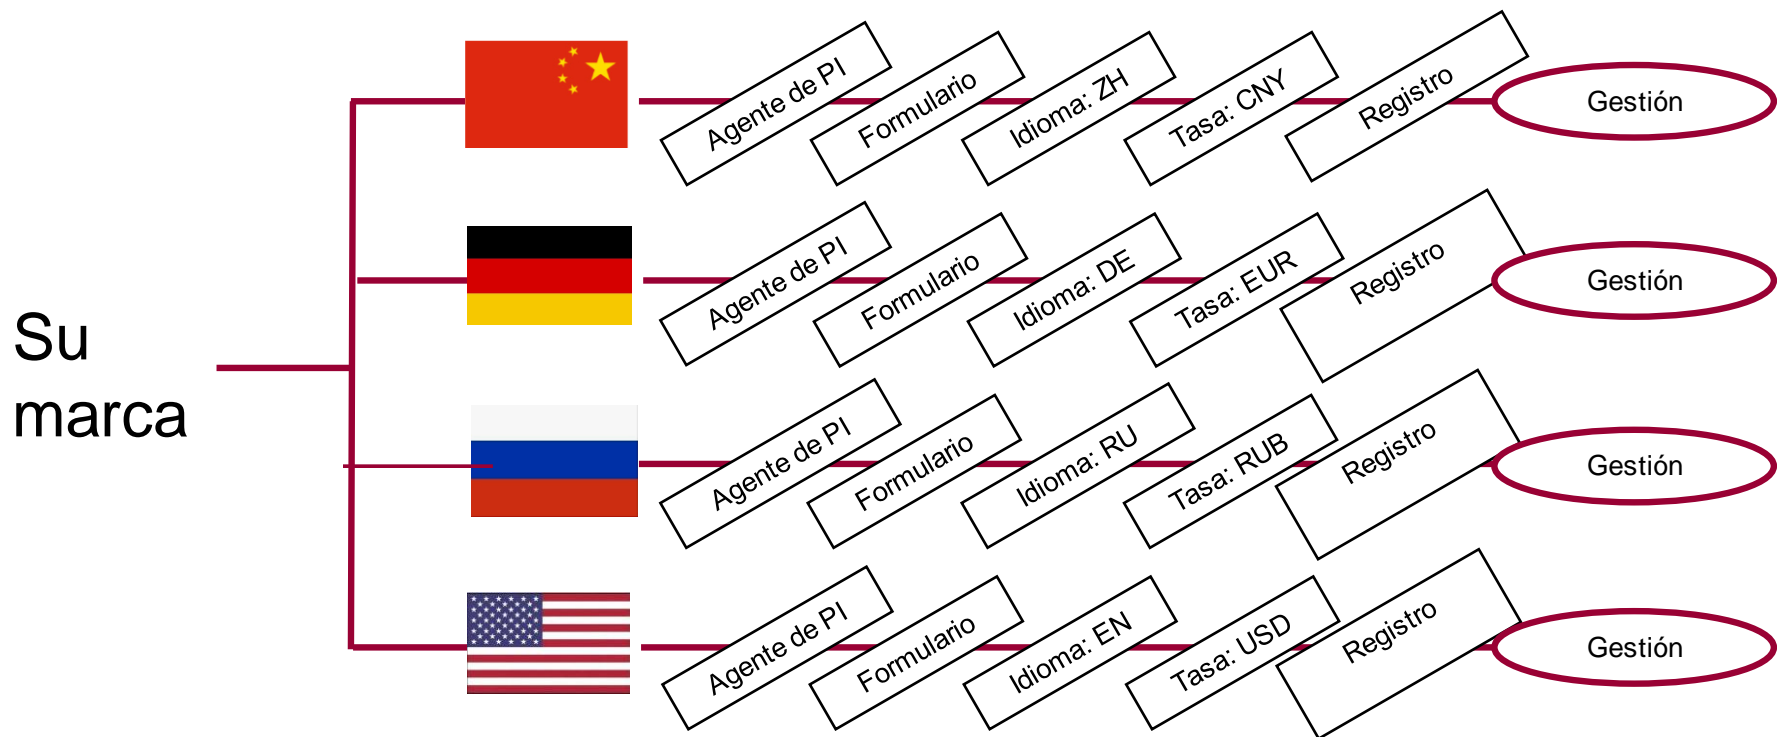 Su
marca
Agente de PI
Formulario
Idioma: ZH
Tasa: CNY
Registro
Gestión
Agente de PI
Formulario
Idioma: DE
Tasa: EUR
Registro
Gestión
Agente de PI
Formulario
Idioma: RU
Tasa: RUB
Registro
Gestión
Agente de PI
Formulario
Idioma: EN
Tasa: USD
Registro
Gestión